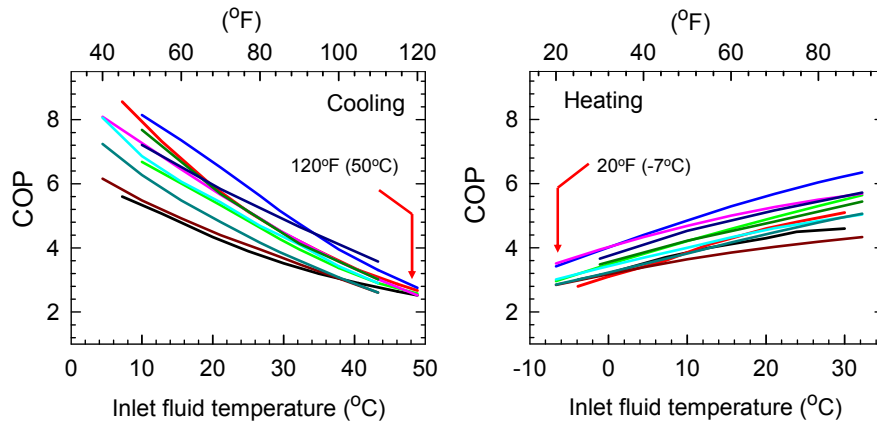 (°F)
40 60 80 100 120
8
6
4
2
COP
Cooling
120°F (50°C)
0 10 20 30 40 50
Inlet fluid temperature (°C)
(°F)
20 40 60 80
8
6
4
2
COP
Heating
20°F (-7°C)
-10 0 10 20 30
Inlet fluid temperature (°C)